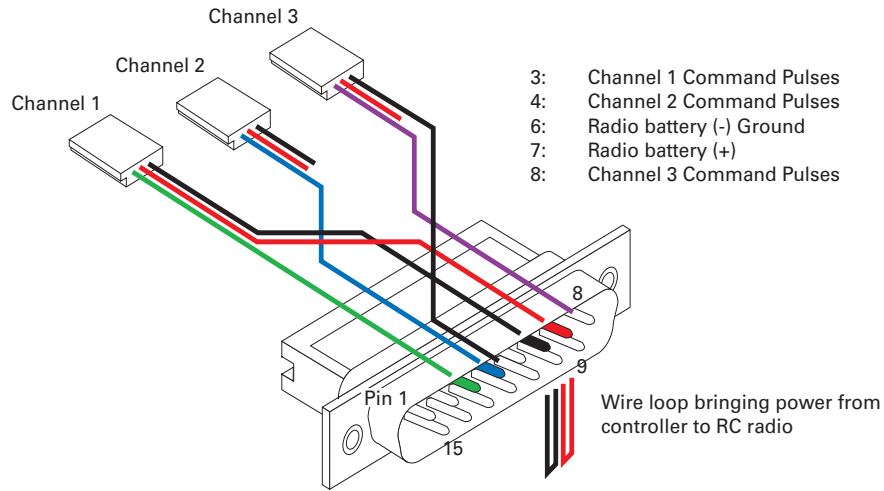 Channel 3
Channel 2
Channel 1
3: Channel 1 Command Pulses
4: Channel 2 Command Pulses
6: Radio battery (-) Ground
7: Radio battery (+)
8: Channel 3 Command Pulses
8
9
Pin 1
15
Wire loop bringing power from
controller to RC radio